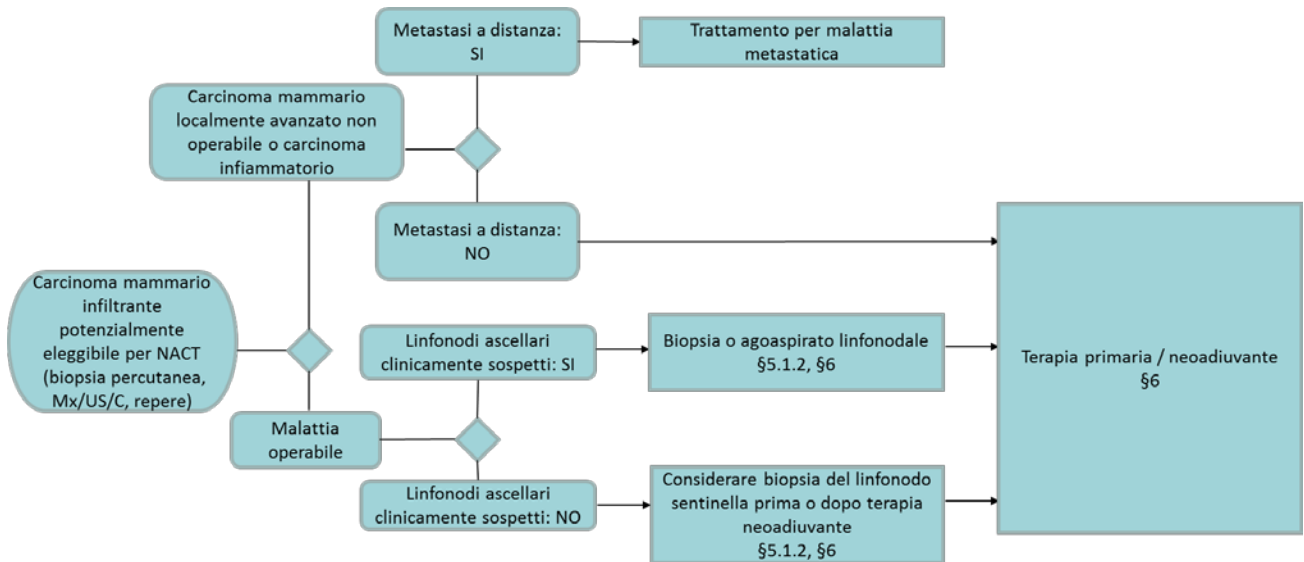 Metastasi a distanza:
SI
Trattamento per malattia
metastatica
Carcinoma mammario
localmente avanzato non
operabile o carcinoma
infiammatorio
Metastasi a distanza:
NO
Carcinoma mammario
infiltrante
potenzialmente
eleggibile per NACT
(biopsia percutanea,
Mx/US/C, repere)
Linfonodi ascellari
clinicamente sospetti: SI
Biopsia o agoaspirato linfonodale
§5.1.2, §6
Terapia primaria / neoadiuvante
§6
Malattia
operabile
Linfonodi ascellari
clinicamente sospetti: NO
Considerare biopsia del linfonodo
sentinella prima o dopo terapia
neoadiuvante
§5.1.2, §6